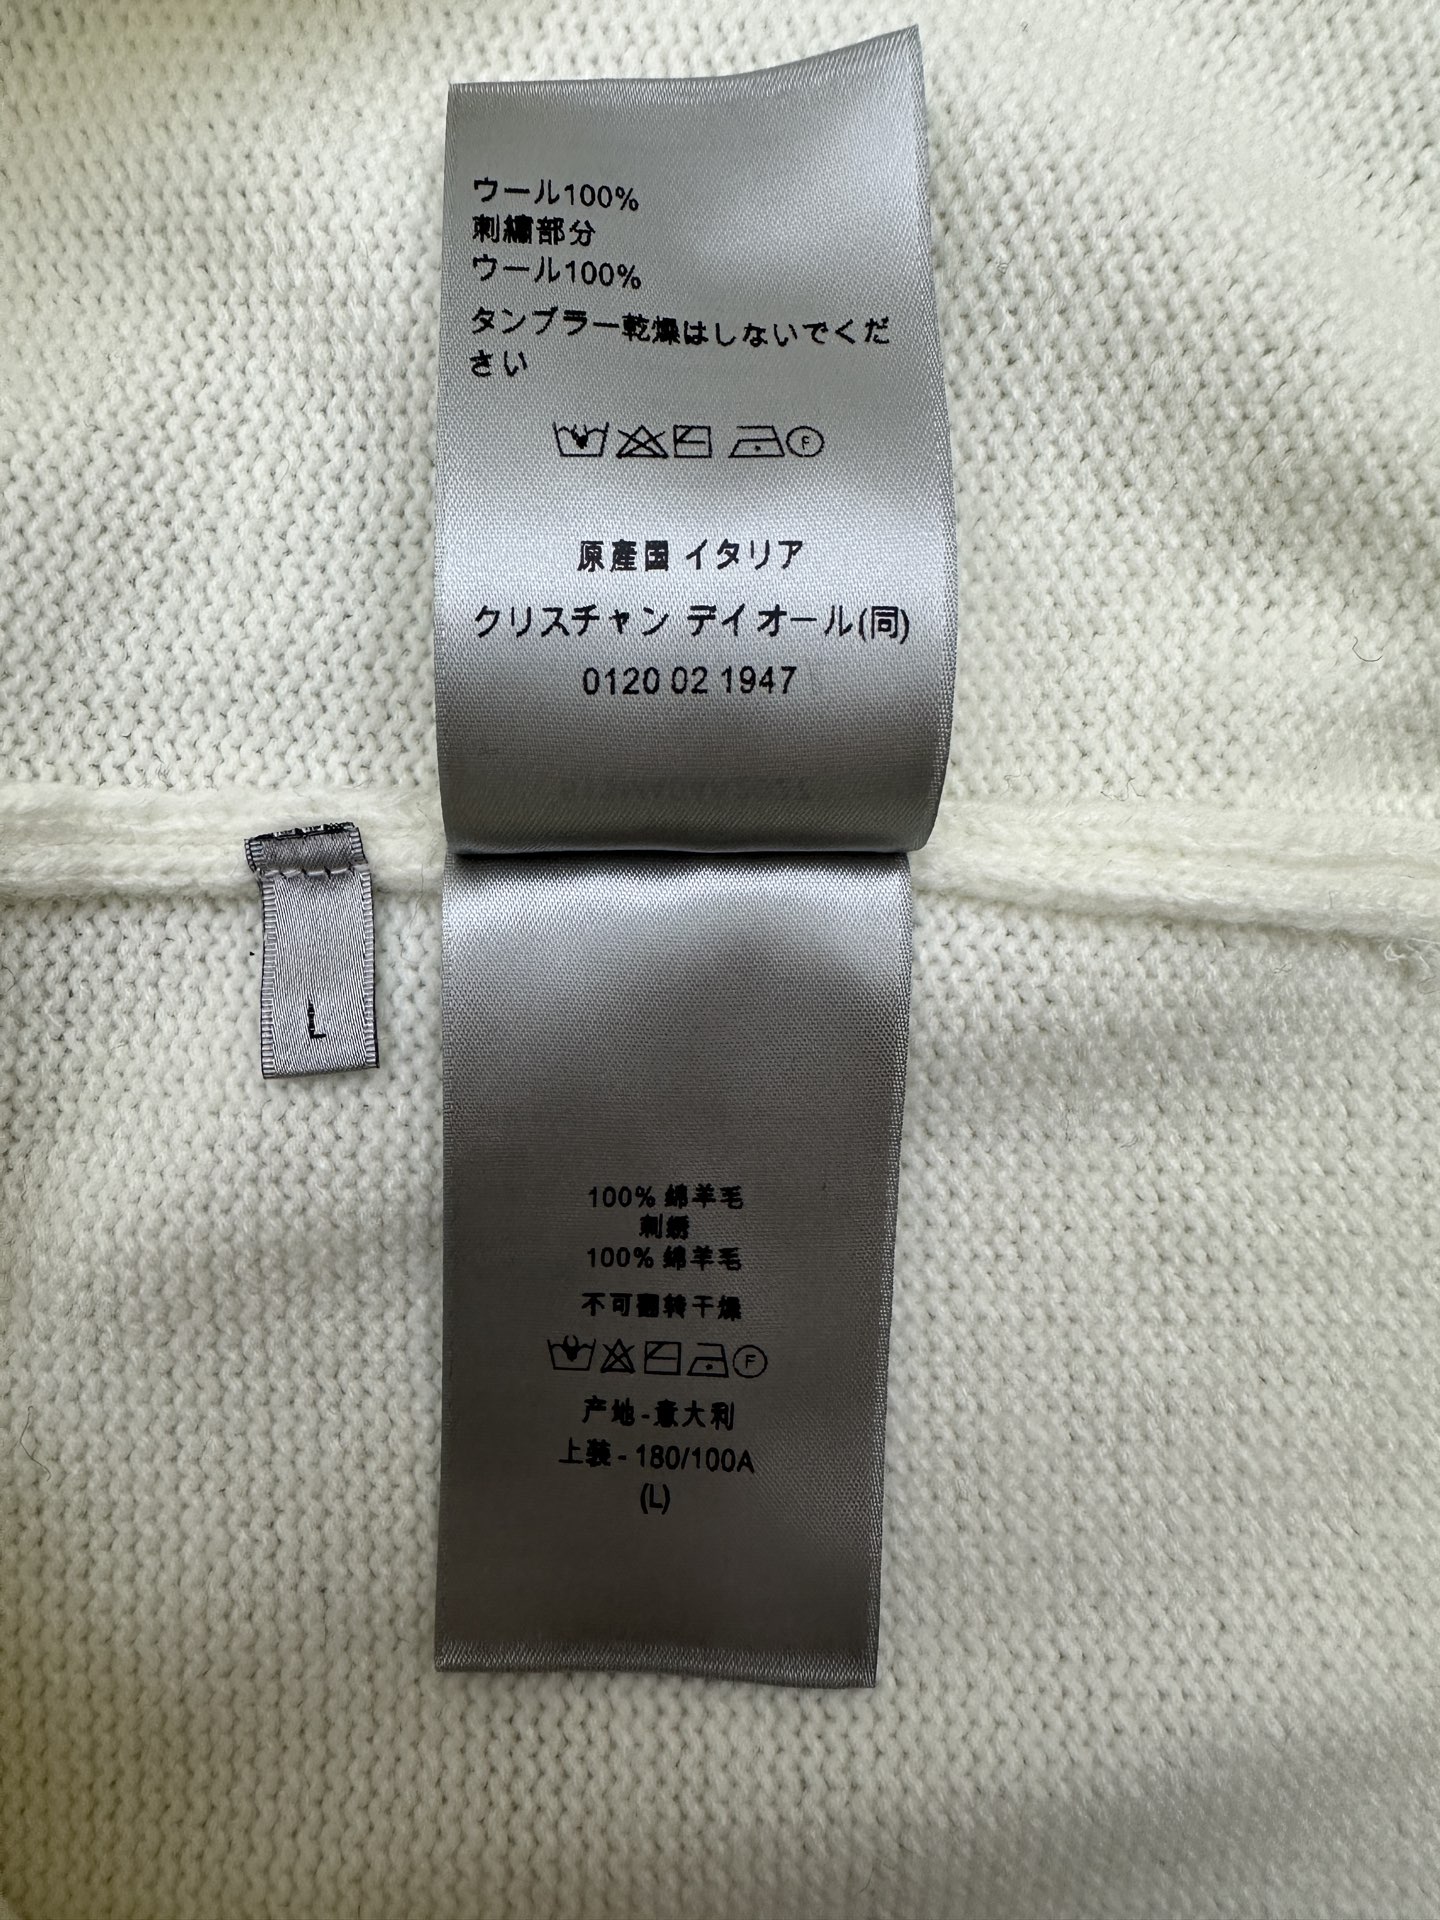 ウール100%
刺繍部分
ウール100%
タンブラー乾燥はしないでくだ
さい
F
原産国 イタリア
クリスチャン ディオール(同)
0120 02 1947
L
100% 绵羊毛
刺绣
100% 绵羊毛
不可翻转干燥
F
产地-意大利
上装 - 180/100A
(L)